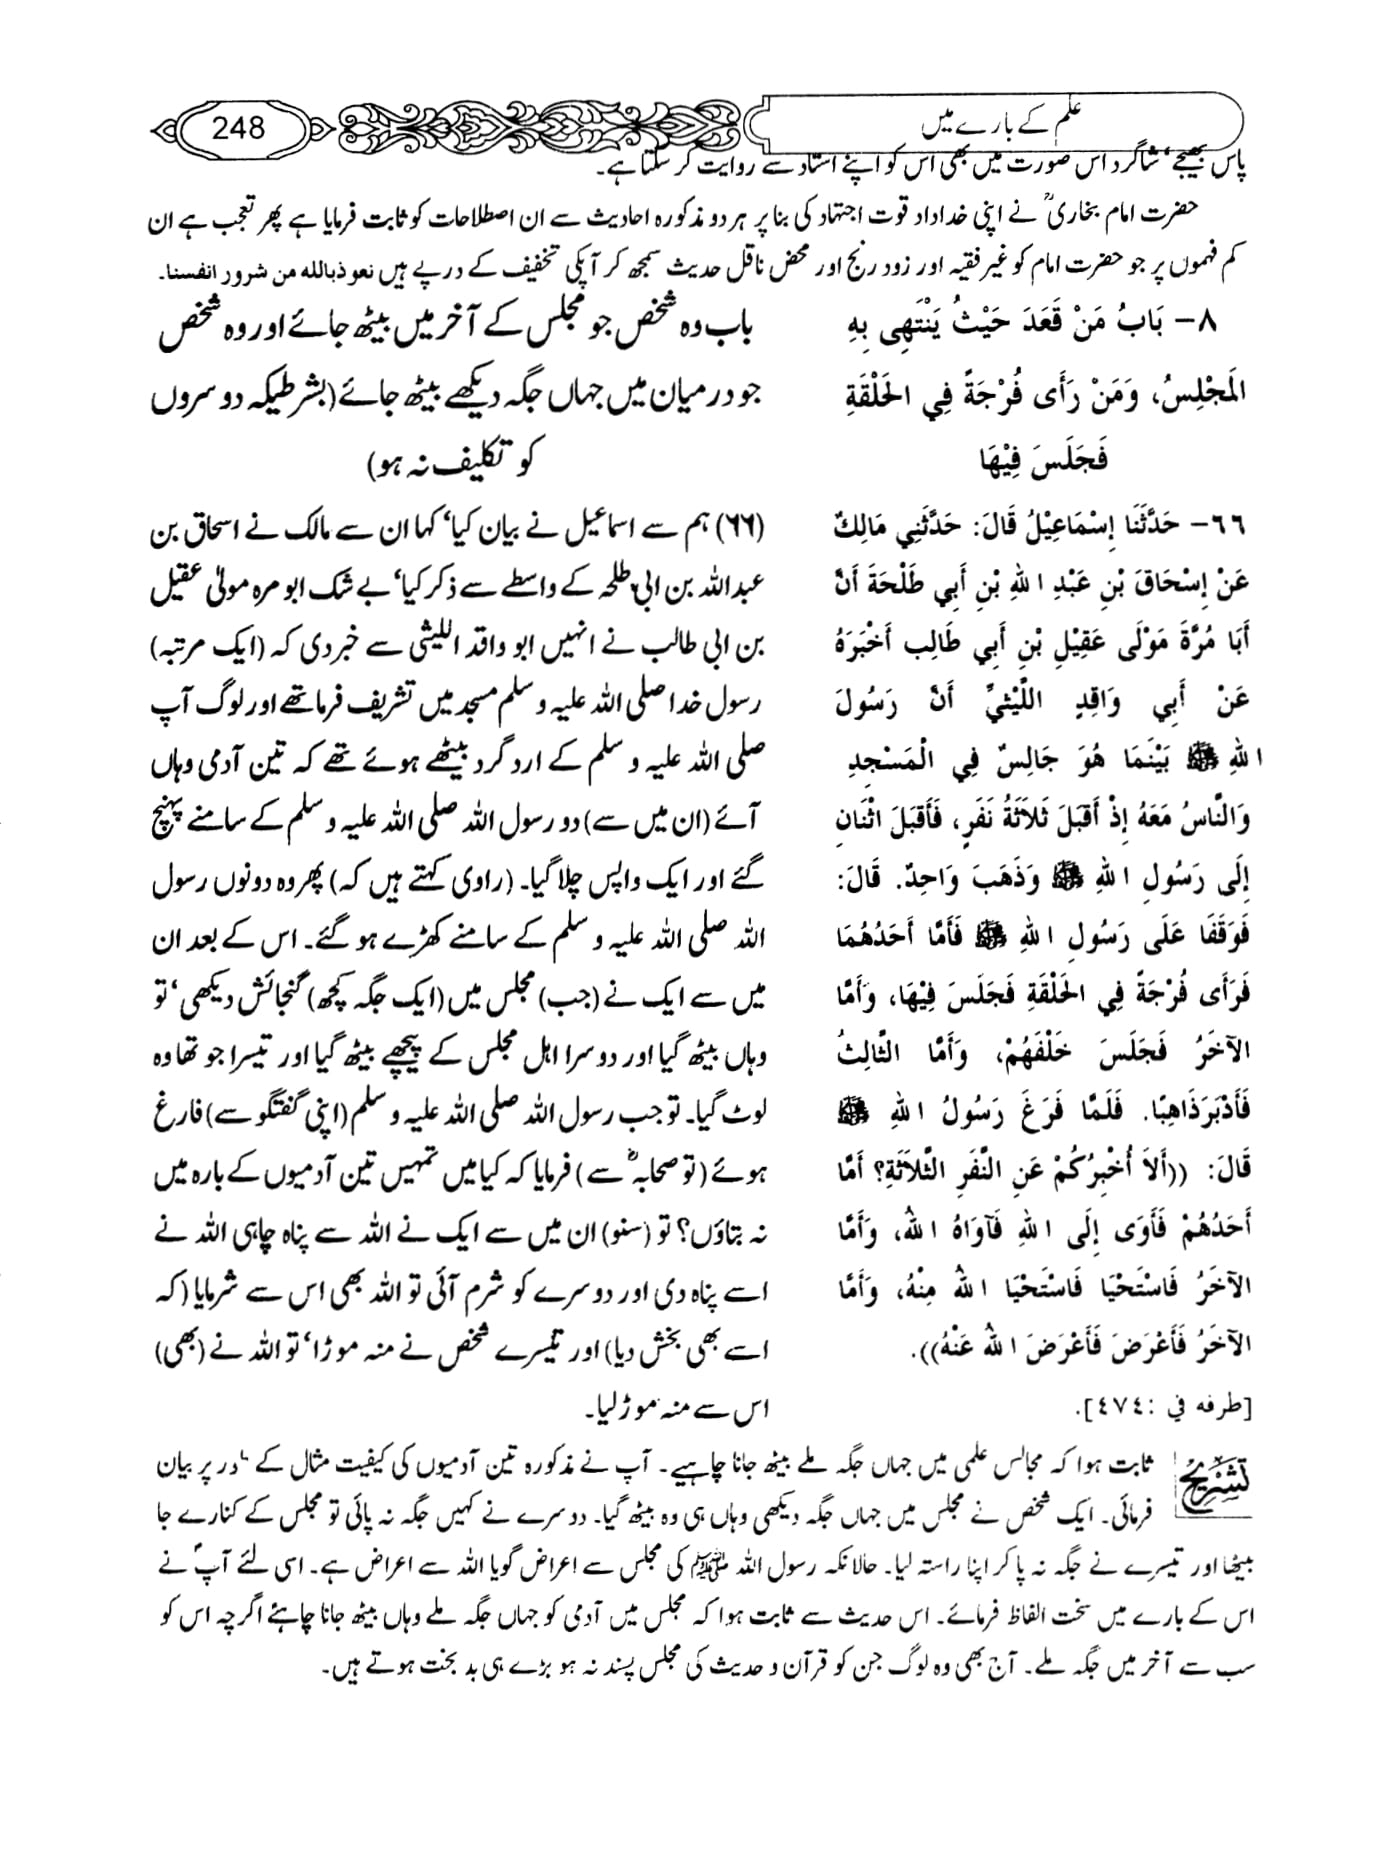 علم کے بارے میں
248
پاس بھیجے، شاگرد اس صورت میں بھی اس کو اپنے استاد سے روایت کر سکتا ہے۔
حضرت امام بخاریؒ نے اپنی خداداد قوت اجتہاد کی بنا پر ہر دو مذکورہ احادیث سے ان اصطلاحات کو ثابت فرمایا ہے پھر تعجب ہے ان
کم فہموں پر جو حضرت امام کو غیر فقیہ اور زود رنج اور محض ناقل حدیث سمجھ کر آپکی تخفیف کے درپے ہیں نعوذ بالله من شرور انفسنا۔
٨- بَابُ مَنْ قَعَدَ حَيْثُ يَنْتَهِي بِهِ
المَجْلِسُ، وَمَنْ رَأَى فُرْجَةً فِي الحَلْقَةِ
فَجَلَسَ فِيْهَا
باب وہ شخص جو مجلس کے آخر میں بیٹھ جائے اور وہ شخص
جو درمیان میں جہاں جگہ دیکھے بیٹھ جائے (بشرطیکہ دوسروں
کو تکلیف نہ ہو)
٦٦- حَدَّثَنَا إِسْمَاعِيْلُ قَالَ: حَدَّثَنِي مَالِكٌ
عَنْ إِسْحَاقَ بْنِ عَبْدِ اللهِ بْنِ أَبِي طَلْحَةَ أَنَّ
أَبَا مُرَّةَ مَوْلَى عَقِيْلِ بْنِ أَبِي طَالِبٍ أَخْبَرَهُ
عَنْ أَبِي وَاقِدٍ اللَّيْثِيِّ أَنَّ رَسُولَ
اللهِ ﷺ بَيْنَمَا هُوَ جَالِسٌ فِي الْمَسْجِدِ
وَالنَّاسُ مَعَهُ إِذْ أَقْبَلَ ثَلَاثَةُ نَفَرٍ، فَأَقْبَلَ اثْنَانِ
إِلَى رَسُولِ اللهِ ﷺ وَذَهَبَ وَاحِدٌ. قَالَ:
فَوَقَفَا عَلَى رَسُولِ اللهِ ﷺ فَأَمَّا أَحَدُهُمَا
فَرَأَى فُرْجَةً فِي الحَلْقَةِ فَجَلَسَ فِيْهَا، وَأَمَّا
الآخَرُ فَجَلَسَ خَلْفَهُمْ، وَأَمَّا الثَّالِثُ
فَأَدْبَرَ ذَاهِبًا. فَلَمَّا فَرَغَ رَسُولُ اللهِ ﷺ
قَالَ: ((أَلاَ أُخْبِرُكُمْ عَنِ النَّفَرِ الثَّلاَثَةِ؟ أَمَّا
أَحَدُهُمْ فَأَوَى إِلَى اللهِ فَآوَاهُ اللهُ، وَأَمَّا
الآخَرُ فَاسْتَحْيَا فَاسْتَحْيَا اللهُ مِنْهُ، وَأَمَّا
الآخَرُ فَأَعْرَضَ فَأَعْرَضَ اللهُ عَنْهُ)).
[طرفه في :٤٧٤].
(٦٦) ہم سے اسماعیل نے بیان کیا، کہا ان سے مالک نے اسحاق بن
عبداللہ بن ابی طلحہ کے واسطے سے ذکر کیا، بے شک ابو مرہ مولیٰ عقیل
بن ابی طالب نے انہیں ابو واقد اللیثی سے خبر دی کہ (ایک مرتبہ)
رسول خدا صلی اللہ علیہ و سلم مسجد میں تشریف فرما تھے اور لوگ آپ
صلی اللہ علیہ و سلم کے ارد گرد بیٹھے ہوئے تھے کہ تین آدمی وہاں
آئے (ان میں سے) دو رسول اللہ صلی اللہ علیہ و سلم کے سامنے پہنچ
گئے اور ایک واپس چلا گیا۔ (راوی کہتے ہیں کہ) پھر وہ دونوں رسول
اللہ صلی اللہ علیہ و سلم کے سامنے کھڑے ہو گئے۔ اس کے بعد ان
میں سے ایک نے (جب) مجلس میں (ایک جگہ کچھ) گنجائش دیکھی، تو
وہاں بیٹھ گیا اور دوسرا اہل مجلس کے پیچھے بیٹھ گیا اور تیسرا جو تھا وہ
لوٹ گیا۔ تو جب رسول اللہ صلی اللہ علیہ و سلم (اپنی گفتگو سے) فارغ
ہوئے (تو صحابہؓ سے) فرمایا کہ کیا میں تمہیں تین آدمیوں کے بارہ میں
نہ بتاؤں؟ تو (سنو) ان میں سے ایک نے اللہ سے پناہ چاہی اللہ نے
اسے پناہ دی اور دوسرے کو شرم آئی تو اللہ بھی اس سے شرمایا (کہ
اسے بھی بخش دیا) اور تیسرے شخص نے منہ موڑا، تو اللہ نے (بھی)
اس سے منہ موڑ لیا۔
تشریح
ثابت ہوا کہ مجالس علمی میں جہاں جگہ ملے بیٹھ جانا چاہیے۔ آپ نے مذکورہ تین آدمیوں کی کیفیت مثال کے طور پر بیان
فرمائی۔ ایک شخص نے مجلس میں جہاں جگہ دیکھی وہاں ہی وہ بیٹھ گیا۔ دوسرے نے کہیں جگہ نہ پائی تو مجلس کے کنارے جا
بیٹھا اور تیسرے نے جگہ نہ پا کر اپنا راستہ لیا۔ حالانکہ رسول اللہ ﷺ کی مجلس سے اعراض گویا اللہ سے اعراض ہے۔ اسی لئے آپؐ نے
اس کے بارے میں سخت الفاظ فرمائے۔ اس حدیث سے ثابت ہوا کہ مجلس میں آدمی کو جہاں جگہ ملے وہاں بیٹھ جانا چاہئے اگرچہ اس کو
سب سے آخر میں جگہ ملے۔ آج بھی وہ لوگ جن کو قرآن و حدیث کی مجلس پسند نہ ہو بڑے ہی بد بخت ہوتے ہیں۔